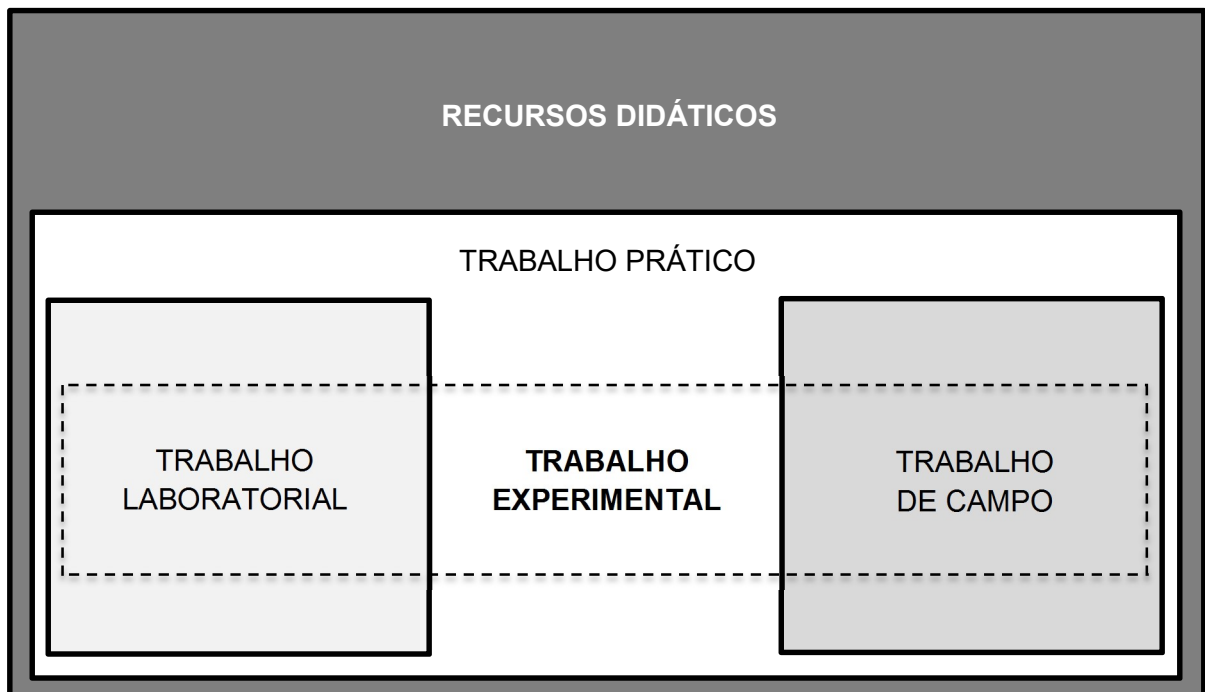 RECURSOS DIDÁTICOS
TRABALHO PRÁTICO
TRABALHO
LABORATORIAL
TRABALHO
EXPERIMENTAL
TRABALHO
DE CAMPO